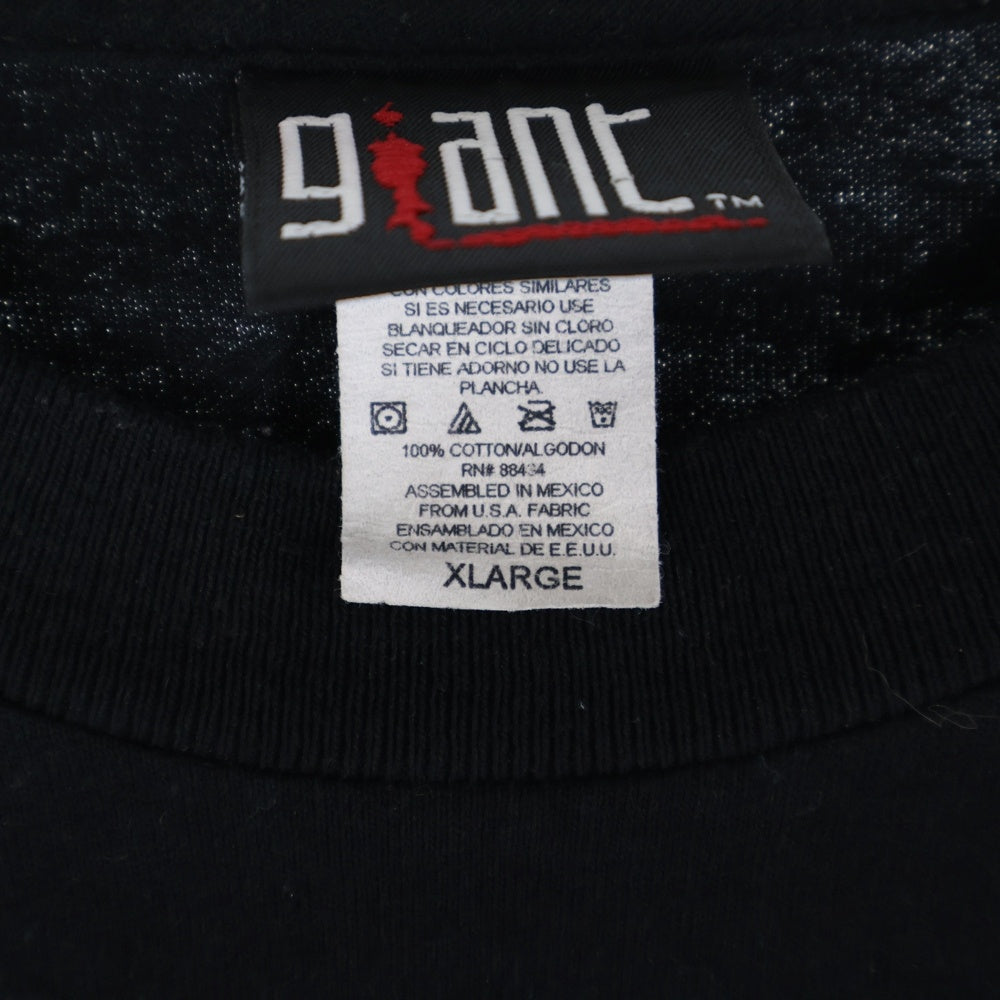 giant TM
CON COLORES SIMILARES
SI ES NECESARIO USE
BLANQUEADOR SIN CLORO
SECAR EN CICLO DELICADO
SI TIENE ADORNO NO USE LA
PLANCHA.
100% COTTON/ALGODON
RN# 88434
ASSEMBLED IN MEXICO
FROM U.S.A. FABRIC
ENSAMBLADO EN MEXICO
CON MATERIAL DE E.E.U.U.
XLARGE